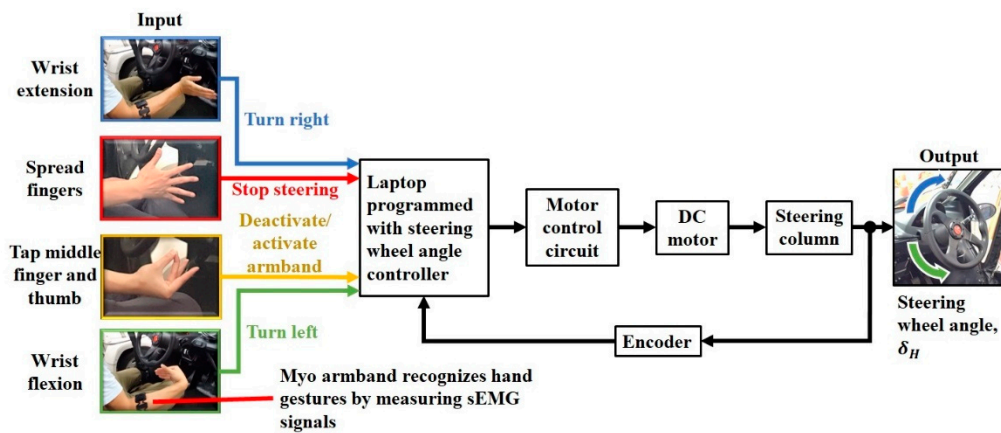 Input
Wrist
extension
Turn right
Spread
fingers
Stop steering
Tap middle
finger and
thumb
Deactivate/
activate
armband
Wrist
flexion
Turn left
Myo armband recognizes hand
gestures by measuring sEMG
signals
Laptop
programmed
with steering
wheel angle
controller
Motor
control
circuit
DC
motor
Steering
column
Encoder
Output
Steering
wheel angle,
δ_H